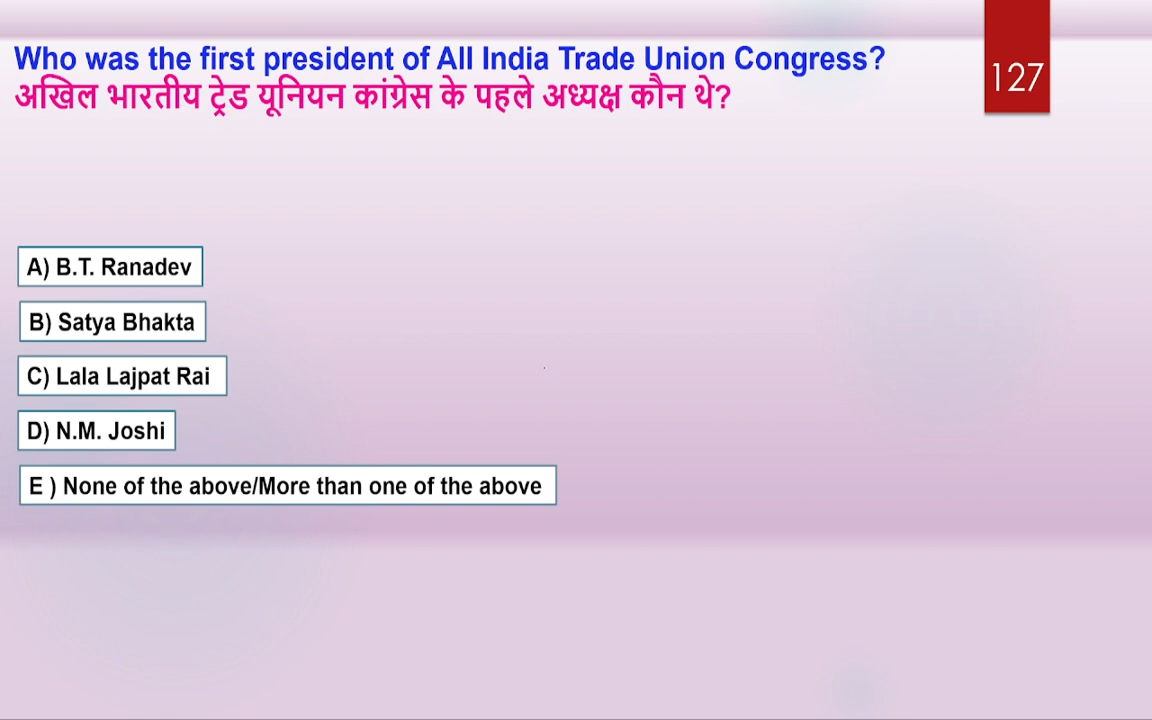 Who was the first president of All India Trade Union Congress?
अखिल भारतीय ट्रेड यूनियन कांग्रेस के पहले अध्यक्ष कौन थे?
127
A) B.T. Ranadev
B) Satya Bhakta
C) Lala Lajpat Rai
D) N.M. Joshi
E ) None of the above/More than one of the above